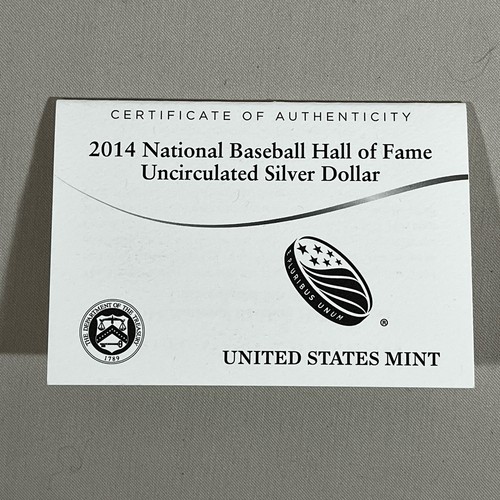 CERTIFICATE OF AUTHENTICITY
2014 National Baseball Hall of Fame
Uncirculated Silver Dollar
E PLURIBUS UNUM
®
THE DEPARTMENT OF THE TREASURY
1789
UNITED STATES MINT